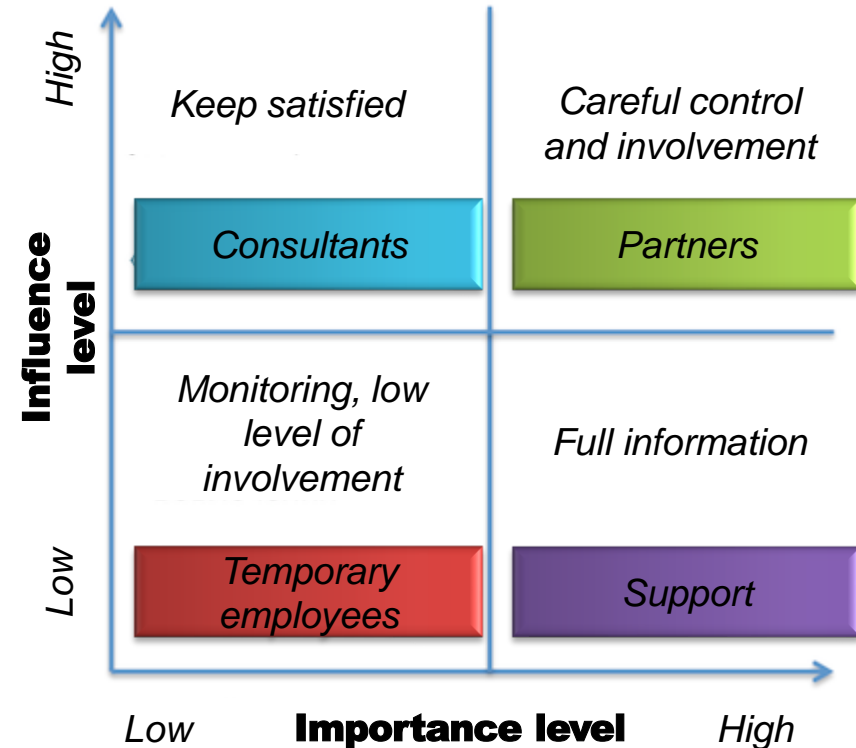 High
Keep satisfied
Careful control
and involvement
Consultants
Partners
Influence
level
Monitoring, low
level of
involvement
Full information
Low
Temporary
employees
Support
Low
Importance level
High